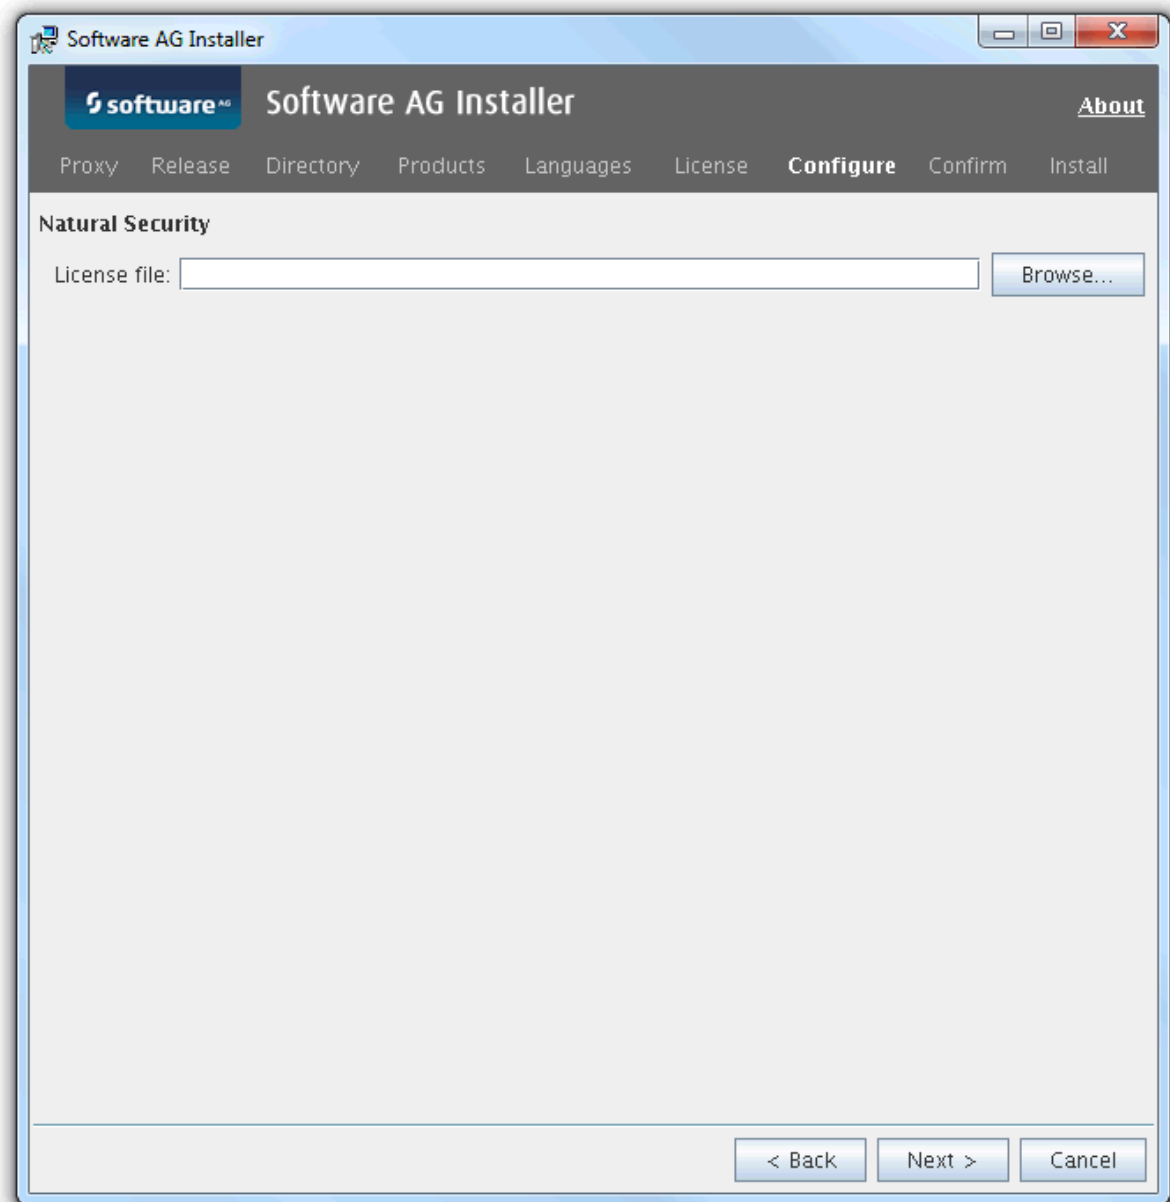 Software AG Installer
software AG Software AG Installer About
Proxy Release Directory Products Languages License Configure Confirm Install
Natural Security
License file: Browse...
< Back Next > Cancel